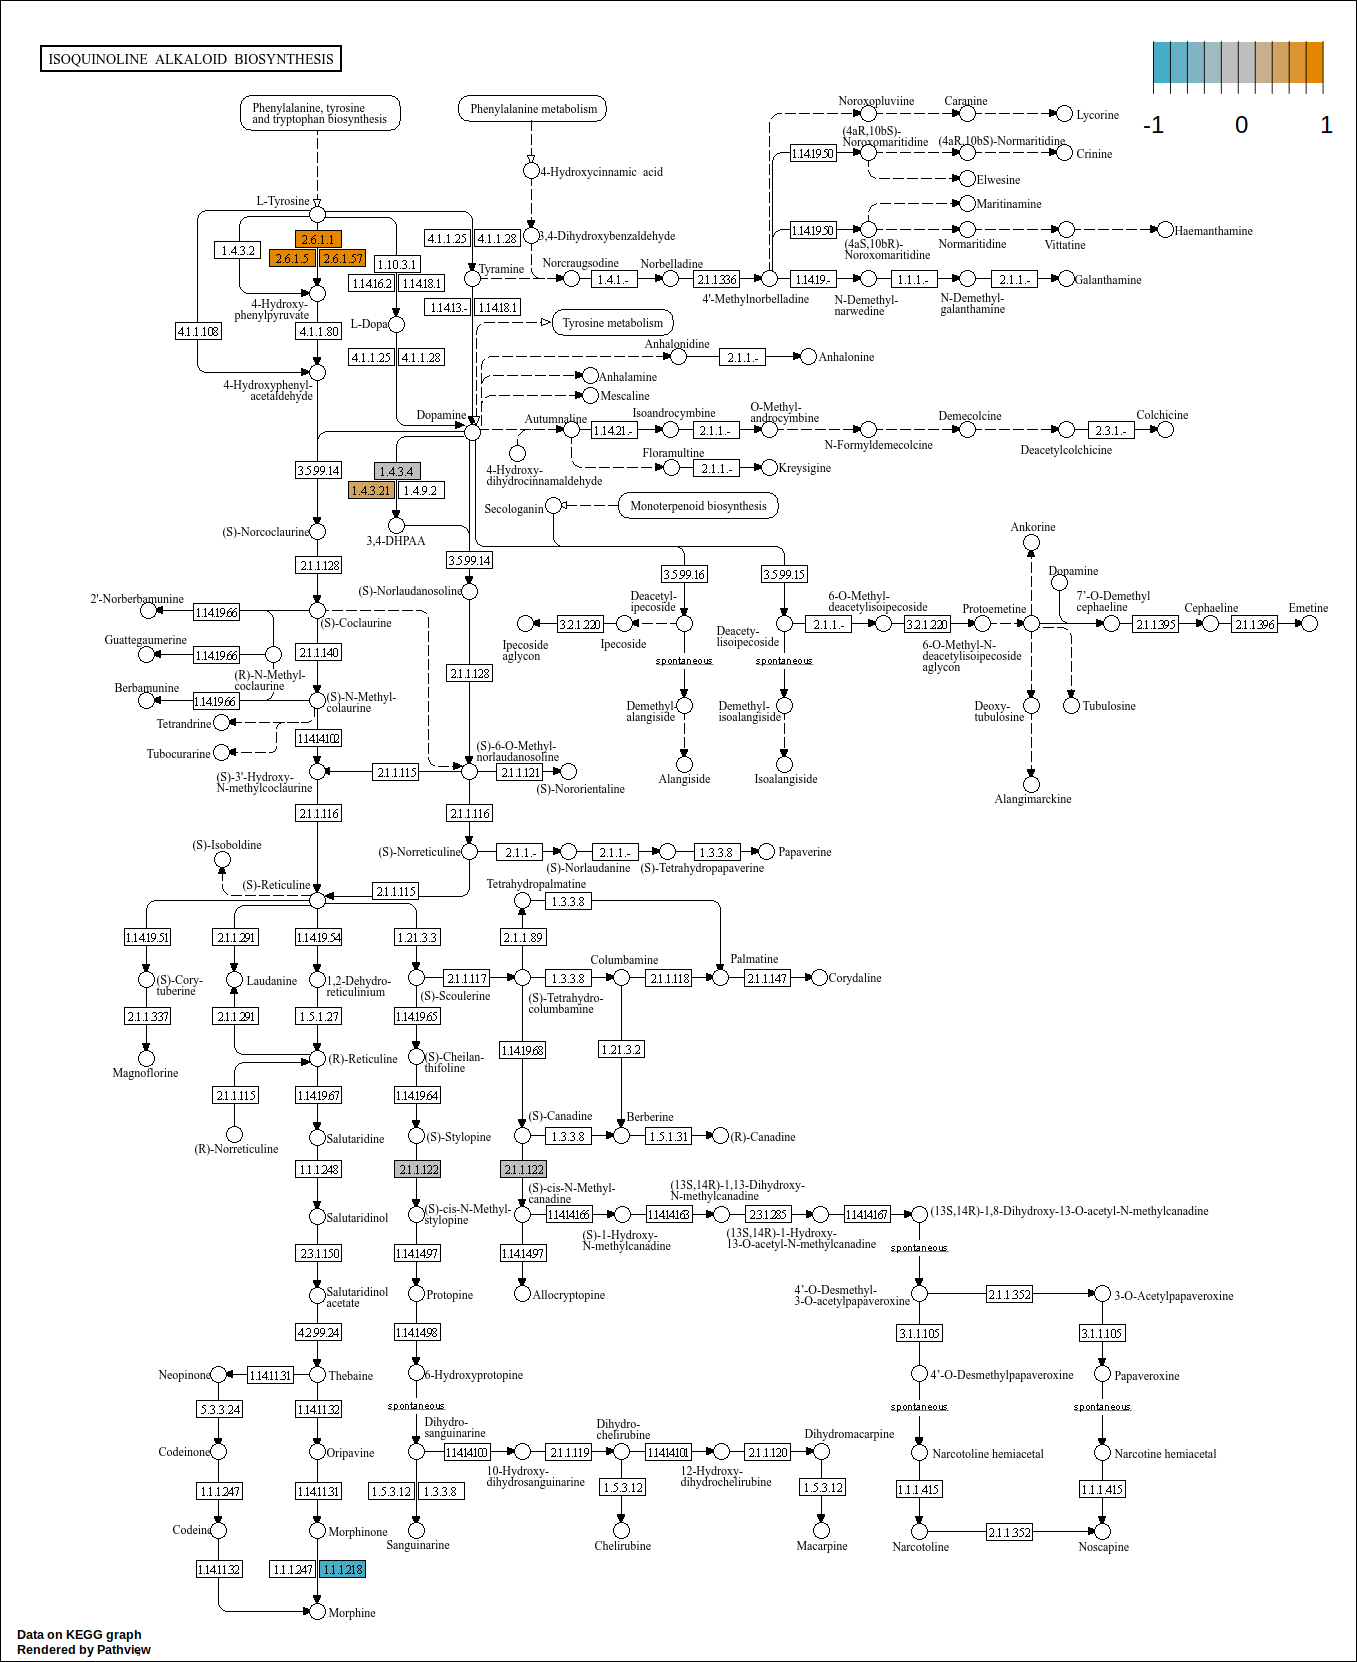 ISOQUINOLINE ALKALOID BIOSYNTHESIS
-1 0 1
Phenylalanine, tyrosine
and tryptophan biosynthesis
Phenylalanine metabolism
Noroxopluviine
Caranine
Lycorine
(4aR,10bS)-
Noroxomaritidine
(4aR,10bS)-Normaritidine
1.14.19.50
Crinine
4-Hydroxycinnamic acid
Elwesine
L-Tyrosine
Maritinamine
1.4.3.2
2.6.1.1
2.6.1.5
2.6.1.57
1.10.3.1
1.14.16.2
1.14.18.1
4.1.1.25
4.1.1.28
3,4-Dihydroxybenzaldehyde
1.14.19.50
(4aS,10bR)-
Noroxomaritidine
Normaritidine
Vittatine
Haemanthamine
Tyramine
Norcraugsodine
1.4.1.-
Norbelladine
2.1.1.336
4'-Methylnorbelladine
1.14.19.-
N-Demethyl-
narwedine
1.1.1.-
N-Demethyl-
galanthamine
2.1.1.-
Galanthamine
4-Hydroxy-
phenylpyruvate
1.14.13.-
1.14.18.1
4.1.1.108
4.1.1.80
L-Dopa
Tyrosine metabolism
4.1.1.25
4.1.1.28
Anhalonidine
2.1.1.-
Anhalonine
4-Hydroxyphenyl-
acetaldehyde
Anhalamine
Mescaline
Dopamine
Autumnaline
1.14.21.-
Isoandrocymbine
2.1.1.-
O-Methyl-
androcymbine
N-Formyldemecolcine
Demecolcine
Deacetylcolchicine
2.3.1.-
Colchicine
4-Hydroxy-
dihydrocinnamaldehyde
Floramultine
2.1.1.-
Kreysigine
3.5.99.14
1.4.3.4
1.4.3.21
1.4.9.2
Secologanin
Monoterpenoid biosynthesis
(S)-Norcoclaurine
3,4-DHPAA
Ankorine
2.1.1.128
3.5.99.14
3.5.99.16
3.5.99.15
Dopamine
(S)-Norlaudanosoline
Deacetyl-
ipecoside
6-O-Methyl-
deacetylisoipecoside
7'-O-Demethyl
cephaeline
2'-Norberbamunine
1.14.19.66
(S)-Coclaurine
Ipecoside
aglycon
3.2.1.220
Ipecoside
Deacety-
lisoipecoside
2.1.1.-
3.2.1.220
Protoemetine
6-O-Methyl-N-
deacetylisoipecoside
aglycon
2.1.1.395
Cephaeline
2.1.1.396
Emetine
Guattegaumerine
1.14.19.66
2.1.1.140
spontaneous
spontaneous
(R)-N-Methyl-
coclaurine
2.1.1.128
Berbamunine
1.14.19.66
(S)-N-Methyl-
colaurine
Demethyl-
alangiside
Demethyl-
isoalangiside
Deoxy-
tubulosine
Tubulosine
Tetrandrine
1.14.14.102
Tubocurarine
(S)-6-O-Methyl-
norlaudanosoline
(S)-3'-Hydroxy-
N-methylcoclaurine
2.1.1.115
2.1.1.121
(S)-Nororientaline
Alangiside
Isoalangiside
Alangimarckine
2.1.1.116
2.1.1.116
(S)-Isoboldine
(S)-Norreticuline
2.1.1.-
(S)-Norlaudanine
2.1.1.-
(S)-Tetrahydropapaverine
1.3.3.8
Papaverine
(S)-Reticuline
2.1.1.115
Tetrahydropalmatine
1.3.3.8
1.14.19.51
2.1.1.291
1.14.19.54
1.21.3.3
2.1.1.89
(S)-Cory-
tuberine
Laudanine
1,2-Dehydro-
reticulinium
(S)-Scoulerine
2.1.1.117
(S)-Tetrahydro-
columbamine
1.3.3.8
Columbamine
2.1.1.118
Palmatine
2.1.1.147
Corydaline
2.1.1.337
2.1.1.291
1.5.1.27
1.14.19.65
Magnoflorine
(R)-Reticuline
(S)-Cheilan-
thifoline
1.14.19.68
1.21.3.2
2.1.1.115
1.14.19.67
1.14.19.64
(R)-Norreticuline
Salutaridine
(S)-Stylopine
(S)-Canadine
1.3.3.8
Berberine
1.5.1.31
(R)-Canadine
1.1.1.248
2.1.1.122
2.1.1.122
Salutaridinol
(S)-cis-N-Methyl-
stylopine
(S)-cis-N-Methyl-
canadine
1.14.14.166
(S)-1-Hydroxy-
N-methylcanadine
1.14.14.163
(13S,14R)-1,13-Dihydroxy-
N-methylcanadine
2.3.1.285
(13S,14R)-1-Hydroxy-
13-O-acetyl-N-methylcanadine
1.14.14.167
(13S,14R)-1,8-Dihydroxy-13-O-acetyl-N-methylcanadine
2.3.1.150
1.14.14.97
1.14.14.97
spontaneous
Salutaridinol
acetate
Protopine
Allocryptopine
4'-O-Desmethyl-
3-O-acetylpapaveroxine
2.1.1.352
3-O-Acetylpapaveroxine
4.2.99.24
1.14.14.98
3.1.1.105
3.1.1.105
Neopinone
1.14.11.31
Thebaine
6-Hydroxyprotopine
4'-O-Desmethylpapaveroxine
Papaveroxine
5.3.3.24
1.14.11.32
spontaneous
spontaneous
spontaneous
Codeinone
Oripavine
Dihydro-
sanguinarine
1.14.14.100
10-Hydroxy-
dihydrosanguinarine
2.1.1.119
Dihydro-
chelirubine
1.14.14.101
12-Hydroxy-
dihydrochelirubine
2.1.1.120
Dihydromacarpine
Narcotoline hemiacetal
Narcotine hemiacetal
1.1.1.247
1.14.11.31
1.5.3.12
1.3.3.8
1.5.3.12
1.5.3.12
1.1.1.415
1.1.1.415
Codeine
Morphinone
Sanguinarine
Chelirubine
Macarpine
Narcotoline
2.1.1.352
Noscapine
1.14.11.32
1.1.1.247
1.1.1.218
Morphine
Data on KEGG graph
Rendered by Pathview